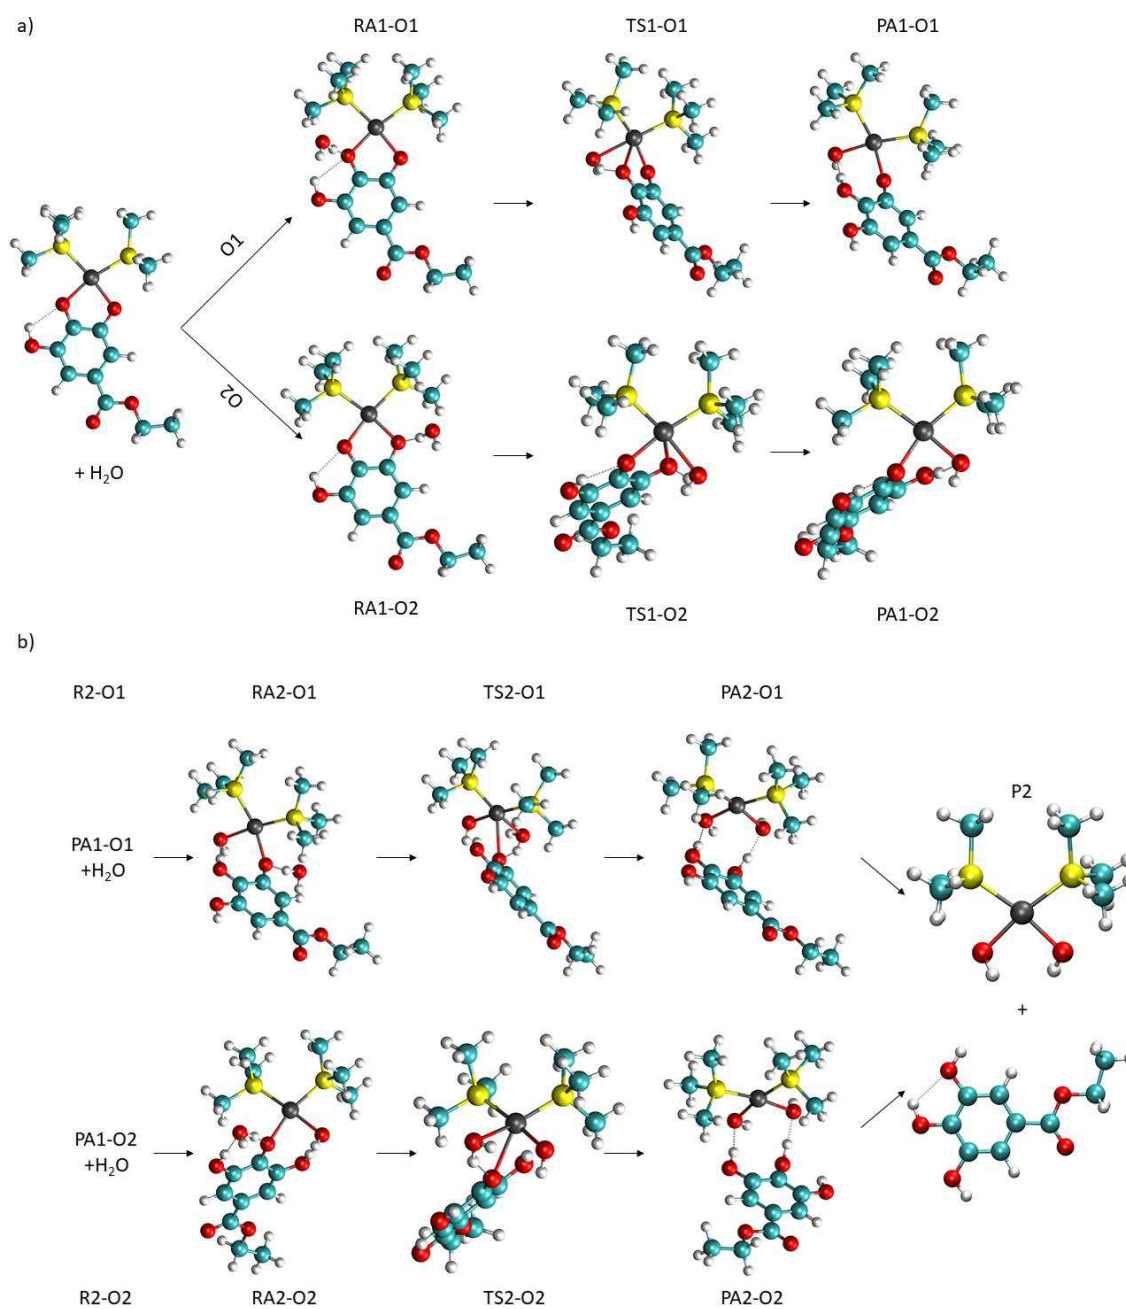 a)
RA1-O1
TS1-O1
PA1-O1
O1
O2
+ H₂O
RA1-O2
TS1-O2
PA1-O2
b)
R2-O1
RA2-O1
TS2-O1
PA2-O1
P2
PA1-O1
+H₂O
+
PA1-O2
+H₂O
R2-O2
RA2-O2
TS2-O2
PA2-O2